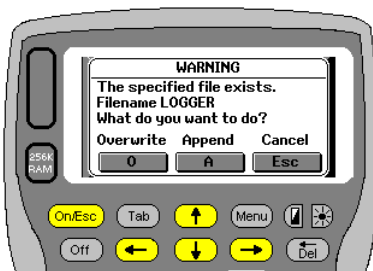 WARNING
The specified file exists.
Filename LOGGER
What do you want to do?
Overwrite Append Cancel
O A Esc
256K
RAM
On/Esc Tab Menu
Off Del